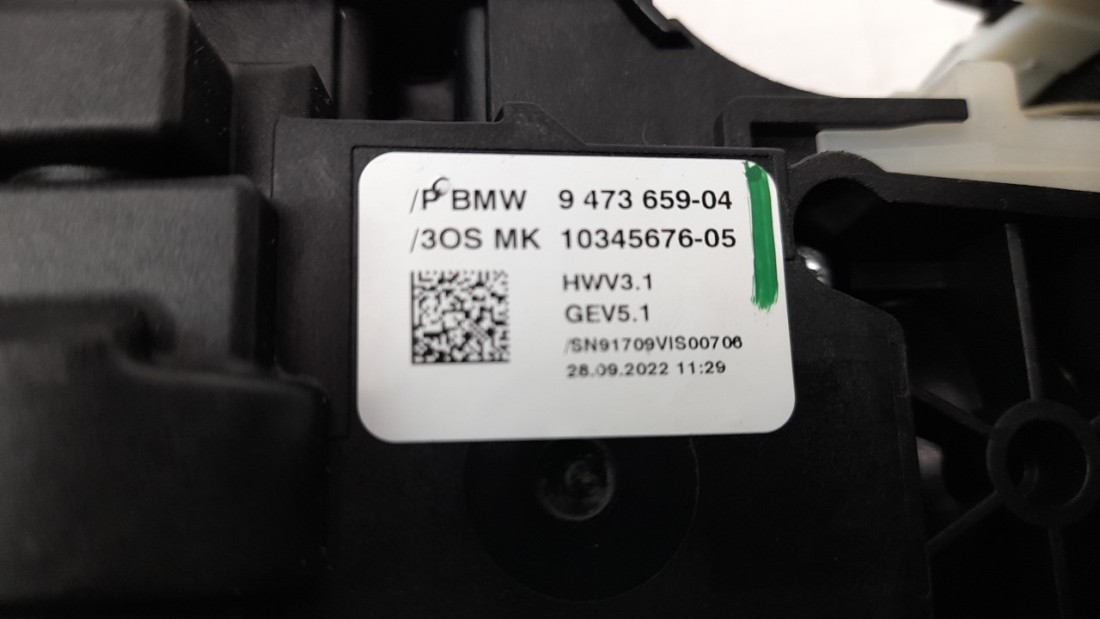 /P BMW 9 473 659-04
/3OS MK 10345676-05
HWV3.1
GEV5.1
/SN91709VIS00706
28.09.2022 11:29